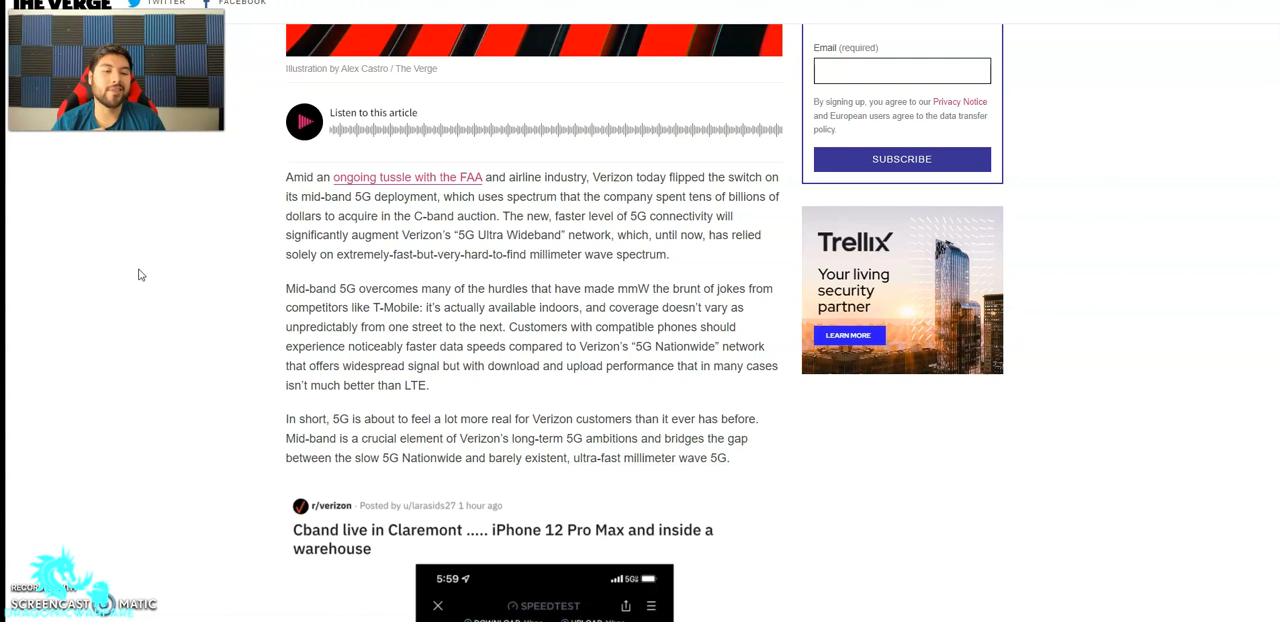 THE VERGE
TWITTER
FACEBOOK
Illustration by Alex Castro / The Verge
Listen to this article
Amid an ongoing tussle with the FAA and airline industry, Verizon today flipped the switch on
its mid-band 5G deployment, which uses spectrum that the company spent tens of billions of
dollars to acquire in the C-band auction. The new, faster level of 5G connectivity will
significantly augment Verizon's “5G Ultra Wideband” network, which, until now, has relied
solely on extremely-fast-but-very-hard-to-find millimeter wave spectrum.
Mid-band 5G overcomes many of the hurdles that have made mmW the brunt of jokes from
competitors like T-Mobile: it's actually available indoors, and coverage doesn't vary as
unpredictably from one street to the next. Customers with compatible phones should
experience noticeably faster data speeds compared to Verizon's “5G Nationwide” network
that offers widespread signal but with download and upload performance that in many cases
isn't much better than LTE.
In short, 5G is about to feel a lot more real for Verizon customers than it ever has before.
Mid-band is a crucial element of Verizon's long-term 5G ambitions and bridges the gap
between the slow 5G Nationwide and barely existent, ultra-fast millimeter wave 5G.
r/verizon · Posted by u/larasids27 1 hour ago
Cband live in Claremont ..... iPhone 12 Pro Max and inside a
warehouse
5:59
5G
SPEEDTEST
DOWNLOAD Mbps
UPLOAD Mbps
Email (required)
By signing up, you agree to our Privacy Notice
and European users agree to the data transfer
policy.
SUBSCRIBE
Trellix
Your living
security
partner
LEARN MORE
SCREENCAST MATIC